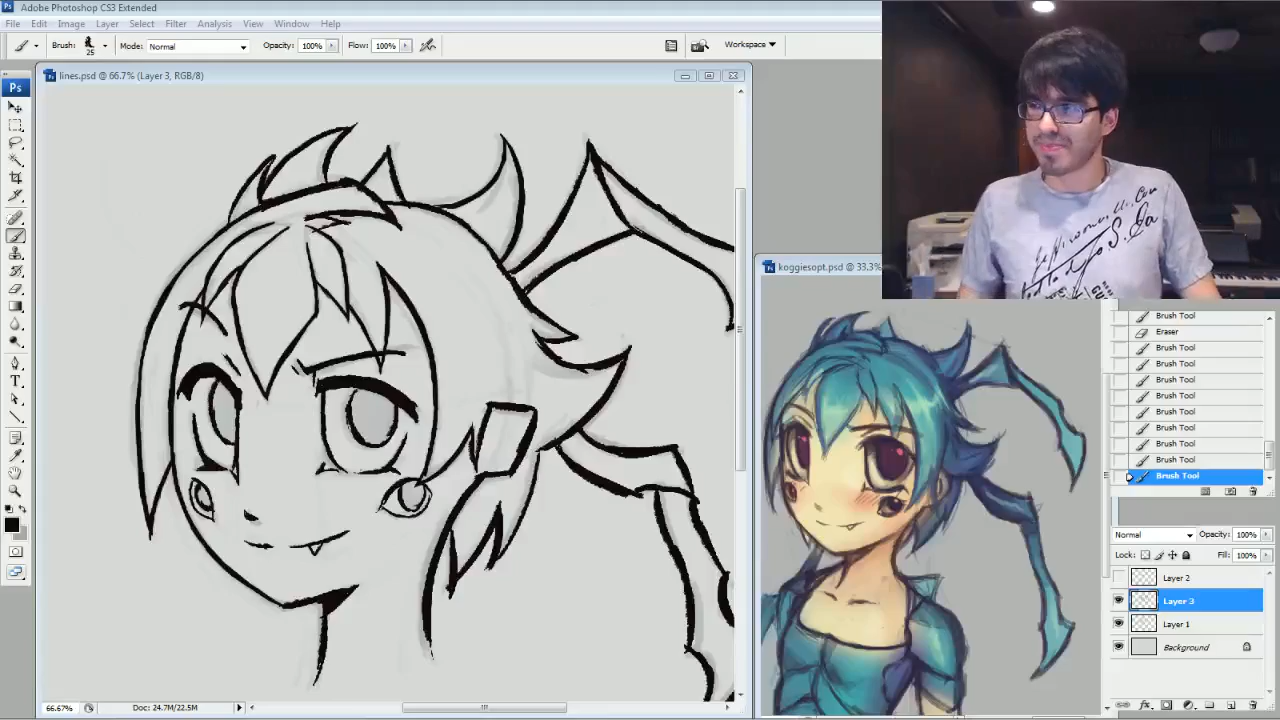 Ps Adobe Photoshop CS3 Extended
File Edit Image Layer Select Filter Analysis View Window Help
Brush: 25 Mode: Normal Opacity: 100% Flow: 100% Workspace
Ps
lines.psd @ 66.7% (Layer 3, RGB/8)
koggiesopt.psd @ 33.3%
Brush Tool
Eraser
Brush Tool
Brush Tool
Brush Tool
Brush Tool
Brush Tool
Brush Tool
Brush Tool
Brush Tool
Brush Tool
Normal Opacity: 100%
Lock: Fill: 100%
Layer 2
Layer 3
Layer 1
Background
66.67% Doc: 24.7M/22.5M